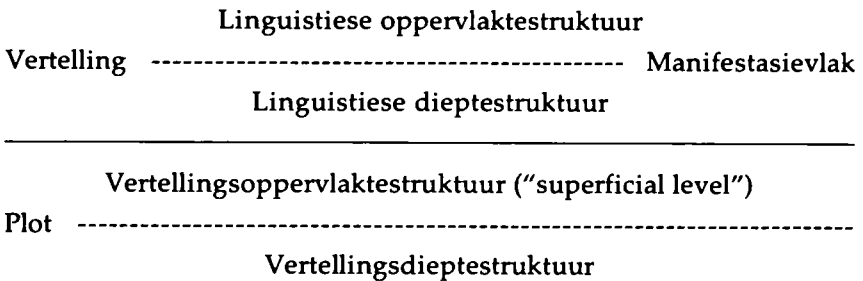 Linguistiese oppervlaktestruktuur
Vertelling -------------------------------------------- Manifestasievlak
Linguistiese dieptestruktuur
Vertellingsoppervlaktestruktuur ("superficial level")
Plot --------------------------------------------------------------------------
Vertellingsdieptestruktuur